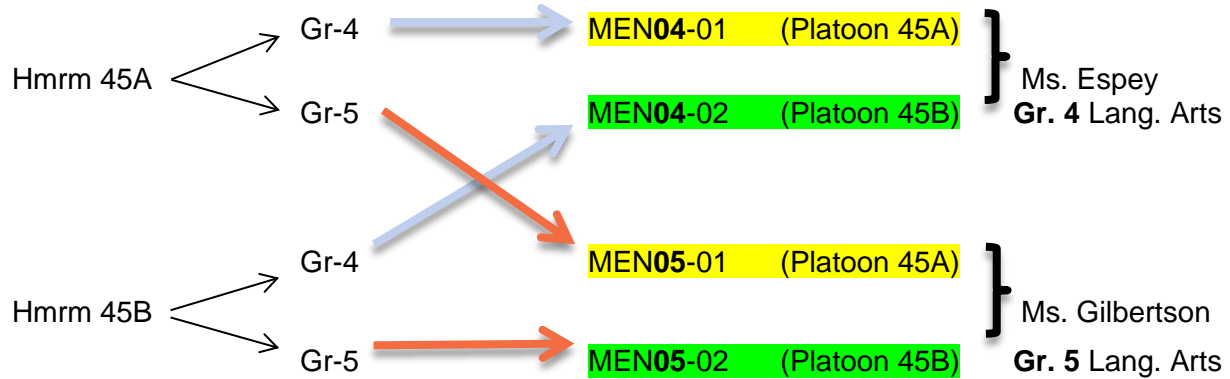 Gr-4 MEN04-01 (Platoon 45A)
Hmrm 45A Ms. Espey
Gr-5 MEN04-02 (Platoon 45B) Gr. 4 Lang. Arts
Gr-4 MEN05-01 (Platoon 45A)
Hmrm 45B Ms. Gilbertson
Gr-5 MEN05-02 (Platoon 45B) Gr. 5 Lang. Arts